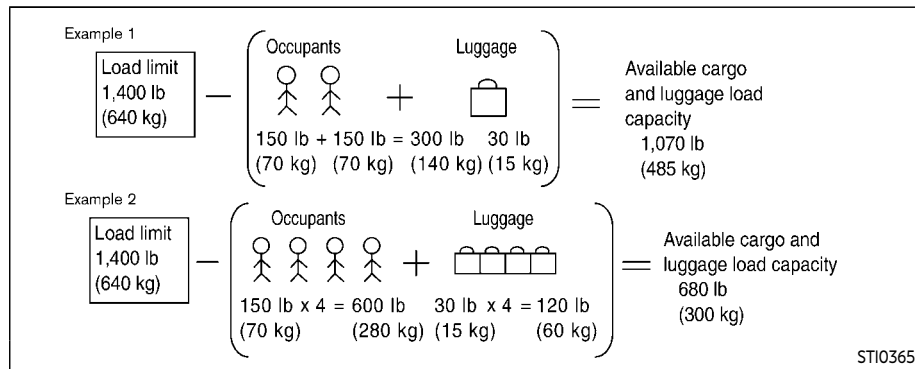 Example 1
Load limit
1,400 lb
(640 kg)
Occupants
Luggage
150 lb + 150 lb = 300 lb 30 lb
(70 kg) (70 kg) (140 kg) (15 kg)
Available cargo
and luggage load
capacity
1,070 lb
(485 kg)
Example 2
Load limit
1,400 lb
(640 kg)
Occupants
Luggage
150 lb x 4 = 600 lb 30 lb x 4 = 120 lb
(70 kg) (280 kg) (15 kg) (60 kg)
Available cargo and
luggage load capacity
680 lb
(300 kg)
STI0365